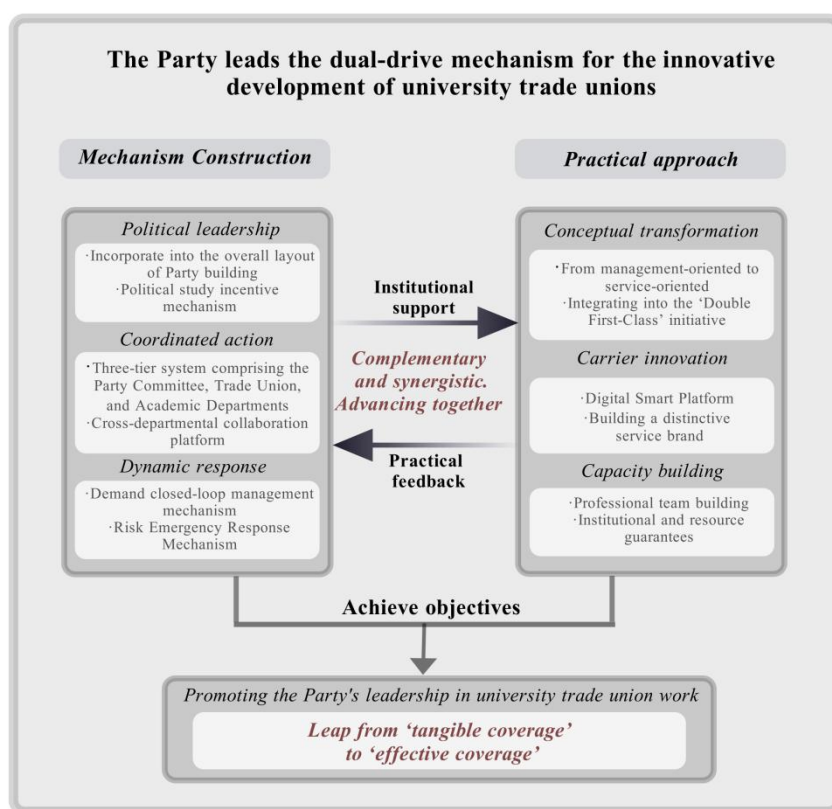 The Party leads the dual-drive mechanism for the innovative
development of university trade unions
Mechanism Construction
Political leadership
·Incorporate into the overall layout
of Party building
·Political study incentive
mechanism
Coordinated action
·Three-tier system comprising the
Party Committee, Trade Union,
and Academic Departments
·Cross-departmental collaboration
platform
Dynamic response
·Demand closed-loop management
mechanism
·Risk Emergency Response
Mechanism
Institutional
support
Complementary
and synergistic.
Advancing together
Practical
feedback
Practical approach
Conceptual transformation
·From management-oriented to
service-oriented
·Integrating into the ‘Double
First-Class’ initiative
Carrier innovation
·Digital Smart Platform
·Building a distinctive
service brand
Capacity building
·Professional team building
·Institutional and resource
guarantees
Achieve objectives
Promoting the Party's leadership in university trade union work
Leap from ‘tangible coverage’
to ‘effective coverage’